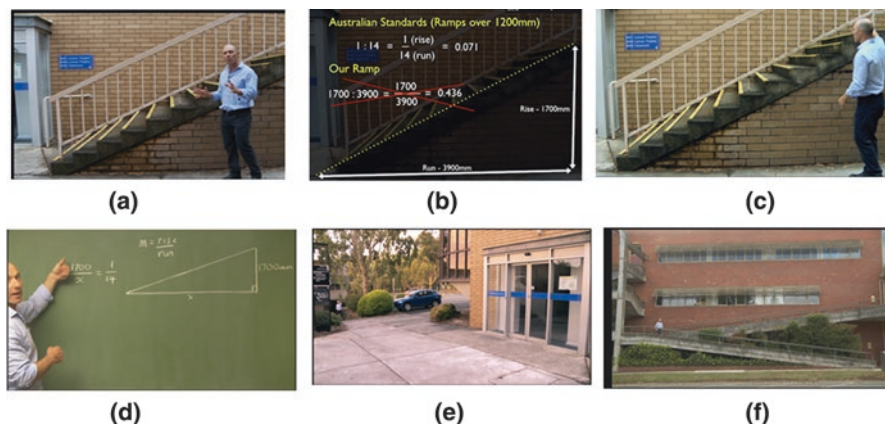 (a)
Australian Standards (Ramps over 1200mm)
1 : 14 = 1 (rise) / 14 (run) = 0.071
Our Ramp
1700 : 3900 = 1700 / 3900 = 0.436
Rise - 1700mm
Run - 3900mm
(b)
(c)
m = rise / run
1700 / x = 1 / 14
1700mm
x
(d)
(e)
(f)